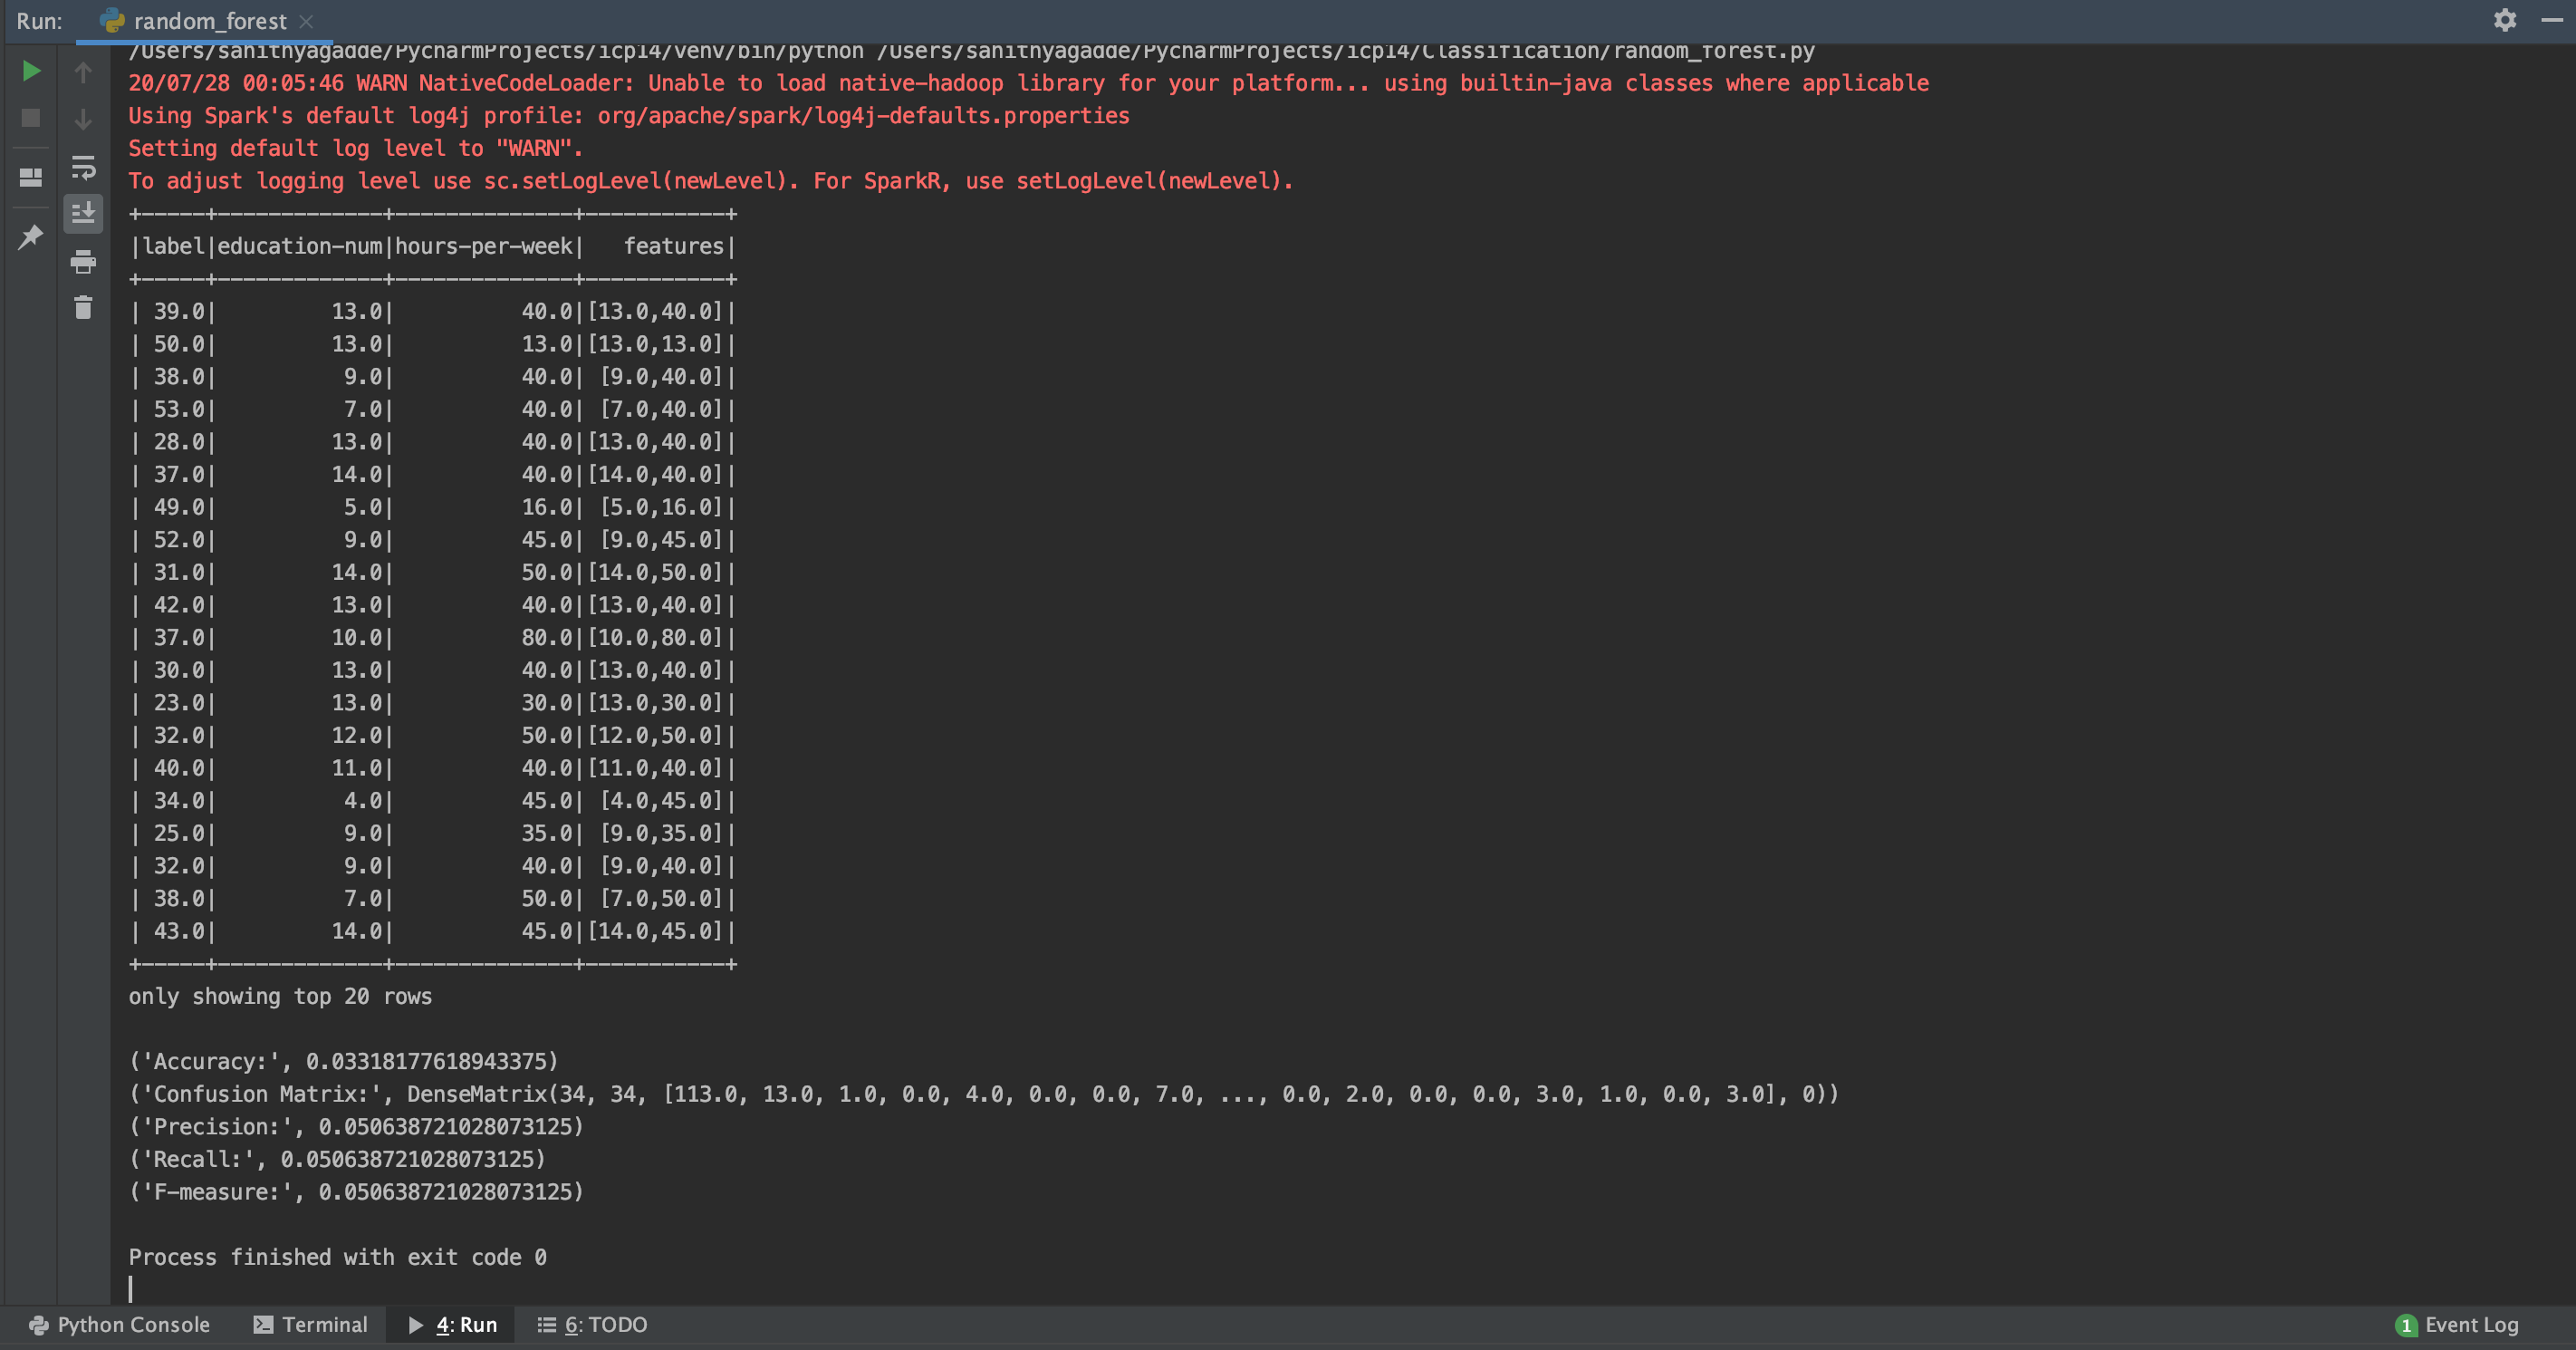 Run: random_forest
/Users/sahithyagadde/PycharmProjects/icp14/venv/bin/python /Users/sahithyagadde/PycharmProjects/icp14/Classification/random_forest.py
20/07/28 00:05:46 WARN NativeCodeLoader: Unable to load native-hadoop library for your platform... using builtin-java classes where applicable
Using Spark's default log4j profile: org/apache/spark/log4j-defaults.properties
Setting default log level to "WARN".
To adjust logging level use sc.setLogLevel(newLevel). For SparkR, use setLogLevel(newLevel).
+-----+-------------+--------------+-----------+
|label|education-num|hours-per-week|   features|
+-----+-------------+--------------+-----------+
| 39.0|         13.0|          40.0|[13.0,40.0]|
| 50.0|         13.0|          13.0|[13.0,13.0]|
| 38.0|          9.0|          40.0| [9.0,40.0]|
| 53.0|          7.0|          40.0| [7.0,40.0]|
| 28.0|         13.0|          40.0|[13.0,40.0]|
| 37.0|         14.0|          40.0|[14.0,40.0]|
| 49.0|          5.0|          16.0| [5.0,16.0]|
| 52.0|          9.0|          45.0| [9.0,45.0]|
| 31.0|         14.0|          50.0|[14.0,50.0]|
| 42.0|         13.0|          40.0|[13.0,40.0]|
| 37.0|         10.0|          80.0|[10.0,80.0]|
| 30.0|         13.0|          40.0|[13.0,40.0]|
| 23.0|         13.0|          30.0|[13.0,30.0]|
| 32.0|         12.0|          50.0|[12.0,50.0]|
| 40.0|         11.0|          40.0|[11.0,40.0]|
| 34.0|          4.0|          45.0| [4.0,45.0]|
| 25.0|          9.0|          35.0| [9.0,35.0]|
| 32.0|          9.0|          40.0| [9.0,40.0]|
| 38.0|          7.0|          50.0| [7.0,50.0]|
| 43.0|         14.0|          45.0|[14.0,45.0]|
+-----+-------------+--------------+-----------+
only showing top 20 rows
('Accuracy:', 0.03318177618943375)
('Confusion Matrix:', DenseMatrix(34, 34, [113.0, 13.0, 1.0, 0.0, 4.0, 0.0, 0.0, 7.0, ..., 0.0, 2.0, 0.0, 0.0, 3.0, 1.0, 0.0, 3.0], 0))
('Precision:', 0.050638721028073125)
('Recall:', 0.050638721028073125)
('F-measure:', 0.050638721028073125)
Process finished with exit code 0
Python Console Terminal 4: Run 6: TODO 1 Event Log